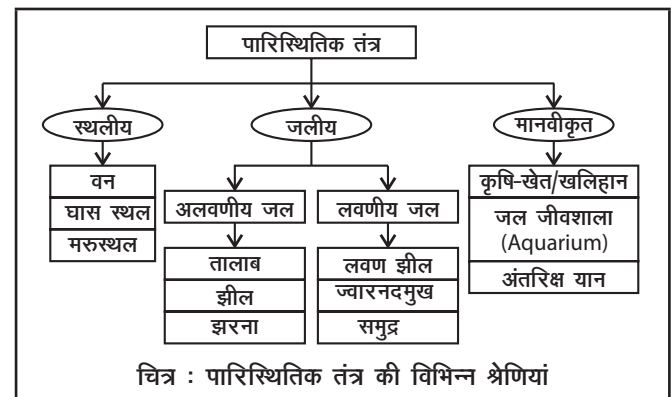 पारिस्थितिक तंत्र
स्थलीय
जलीय
मानवीकृत
वन
घास स्थल
मरुस्थल
अलवणीय जल
लवणीय जल
तालाब
झील
झरना
लवण झील
ज्वारनदमुख
समुद्र
कृषि-खेत/खलिहान
जल जीवशाला
(Aquarium)
अंतरिक्ष यान
चित्र : पारिस्थितिक तंत्र की विभिन्न श्रेणियां